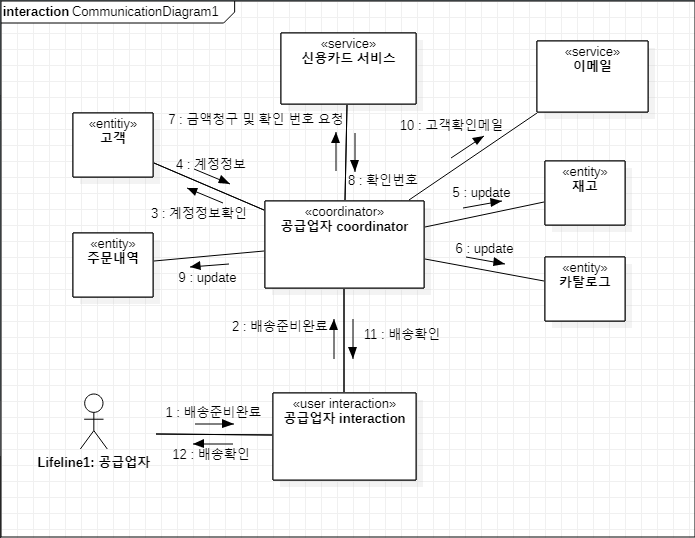 interaction CommunicationDiagram1
«service»
신용카드 서비스
«service»
이메일
7 : 금액청구 및 확인 번호 요청
10 : 고객확인메일
«entitiy»
고객
4 : 계정정보
8 : 확인번호
«entity»
재고
5 : update
3 : 계정정보확인
«coordinator»
공급업자 coordinator
«entity»
주문내역
6 : update
9 : update
«entity»
카탈로그
2 : 배송준비완료
11 : 배송확인
«user interaction»
공급업자 interaction
1 : 배송준비완료
12 : 배송확인
Lifeline1: 공급업자